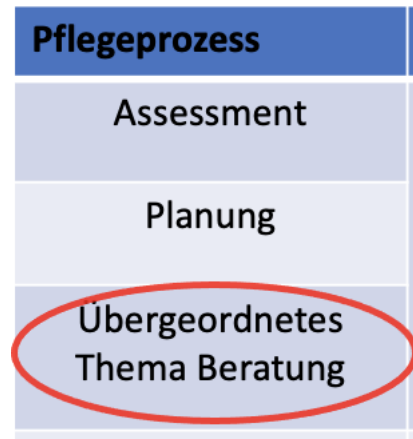 Pflegeprozess
Assessment
Planung
Übergeordnetes
Thema Beratung